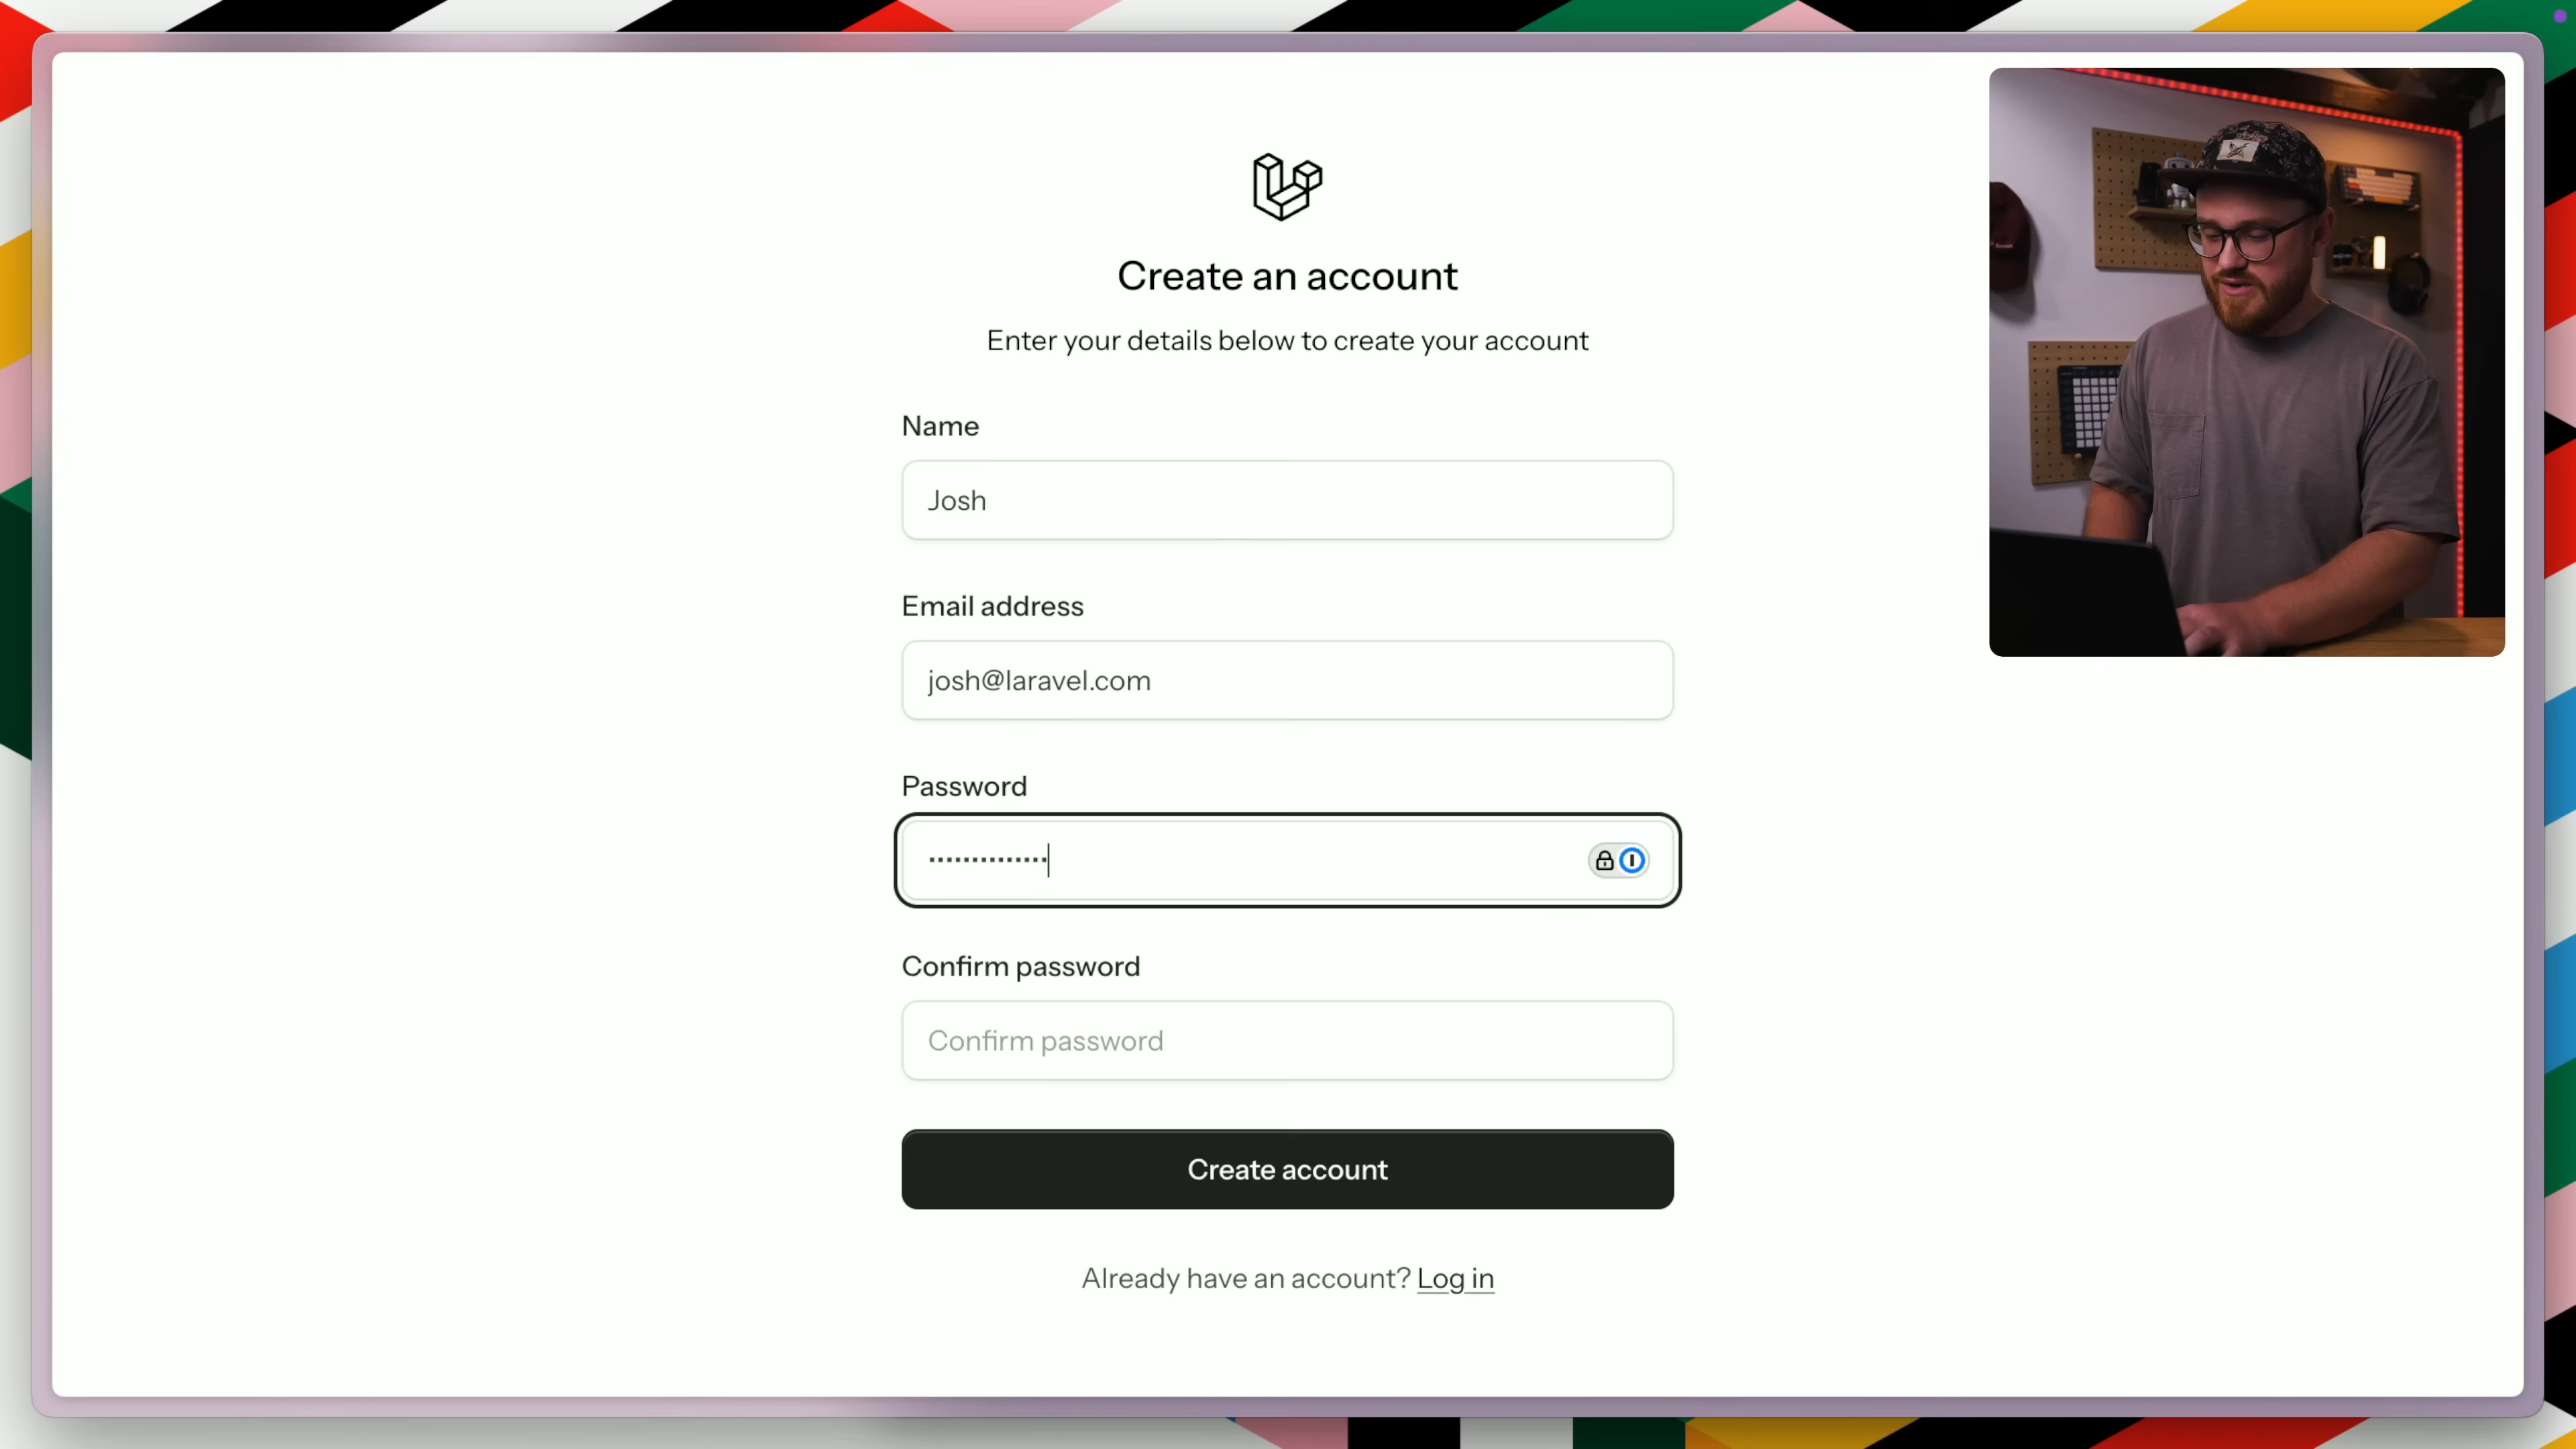 Create an account
Enter your details below to create your account
Name
Josh
Email address
josh@laravel.com
Password
Confirm password
Confirm password
Create account
Already have an account? Log in